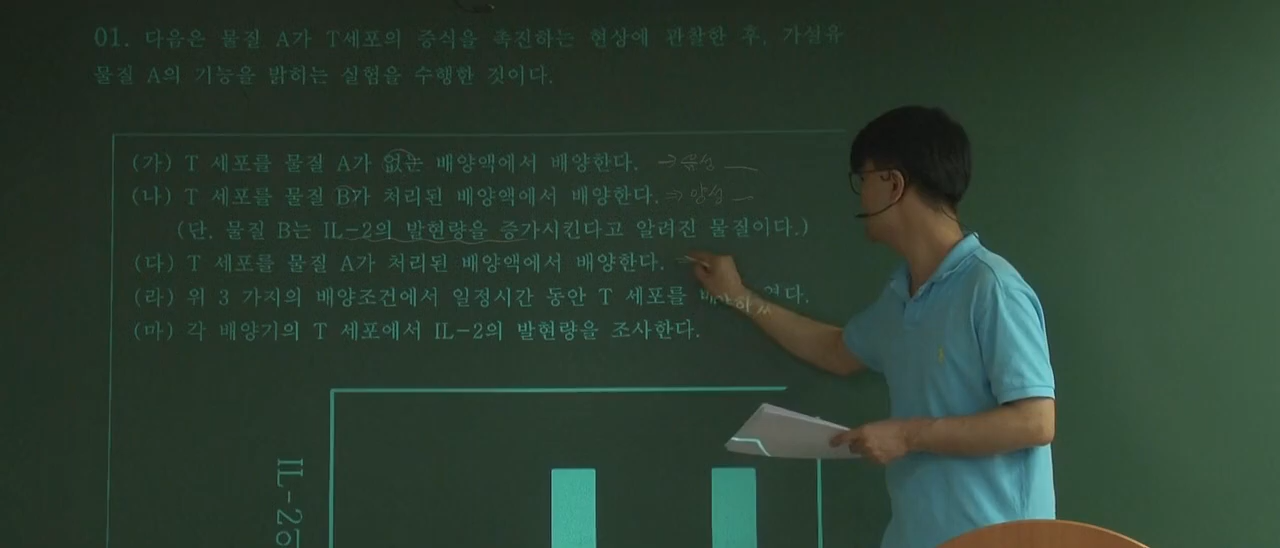 01. 다음은 물질 A가 T세포의 증식을 촉진하는 현상에 관찰한 후, 가설
물질 A의 기능을 밝히는 실험을 수행한 것이다.
(가) T 세포를 물질 A가 없는 배양액에서 배양한다. → 음성
(나) T 세포를 물질 B가 처리된 배양액에서 배양한다. ⇒ 양성
(단, 물질 B는 IL-2의 발현량을 증가시킨다고 알려진 물질이다.)
(다) T 세포를 물질 A가 처리된 배양액에서 배양한다.
(라) 위 3 가지의 배양조건에서 일정시간 동안 T 세포를
(마) 각 배양기의 T 세포에서 IL-2의 발현량을 조사한다.
IL-2